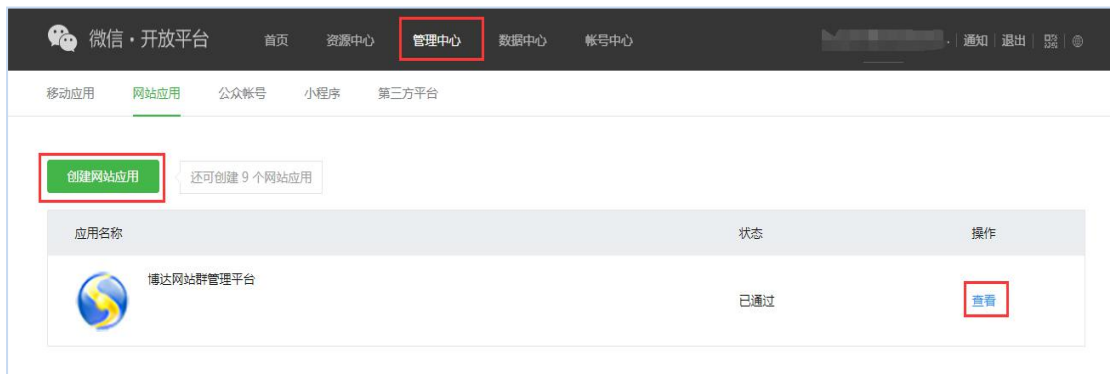 微信·开放平台 首页 资源中心 管理中心 数据中心 帐号中心 通知 退出
移动应用 网站应用 公众帐号 小程序 第三方平台
创建网站应用 还可创建 9 个网站应用
应用名称 状态 操作
博达网站群管理平台
已通过 查看